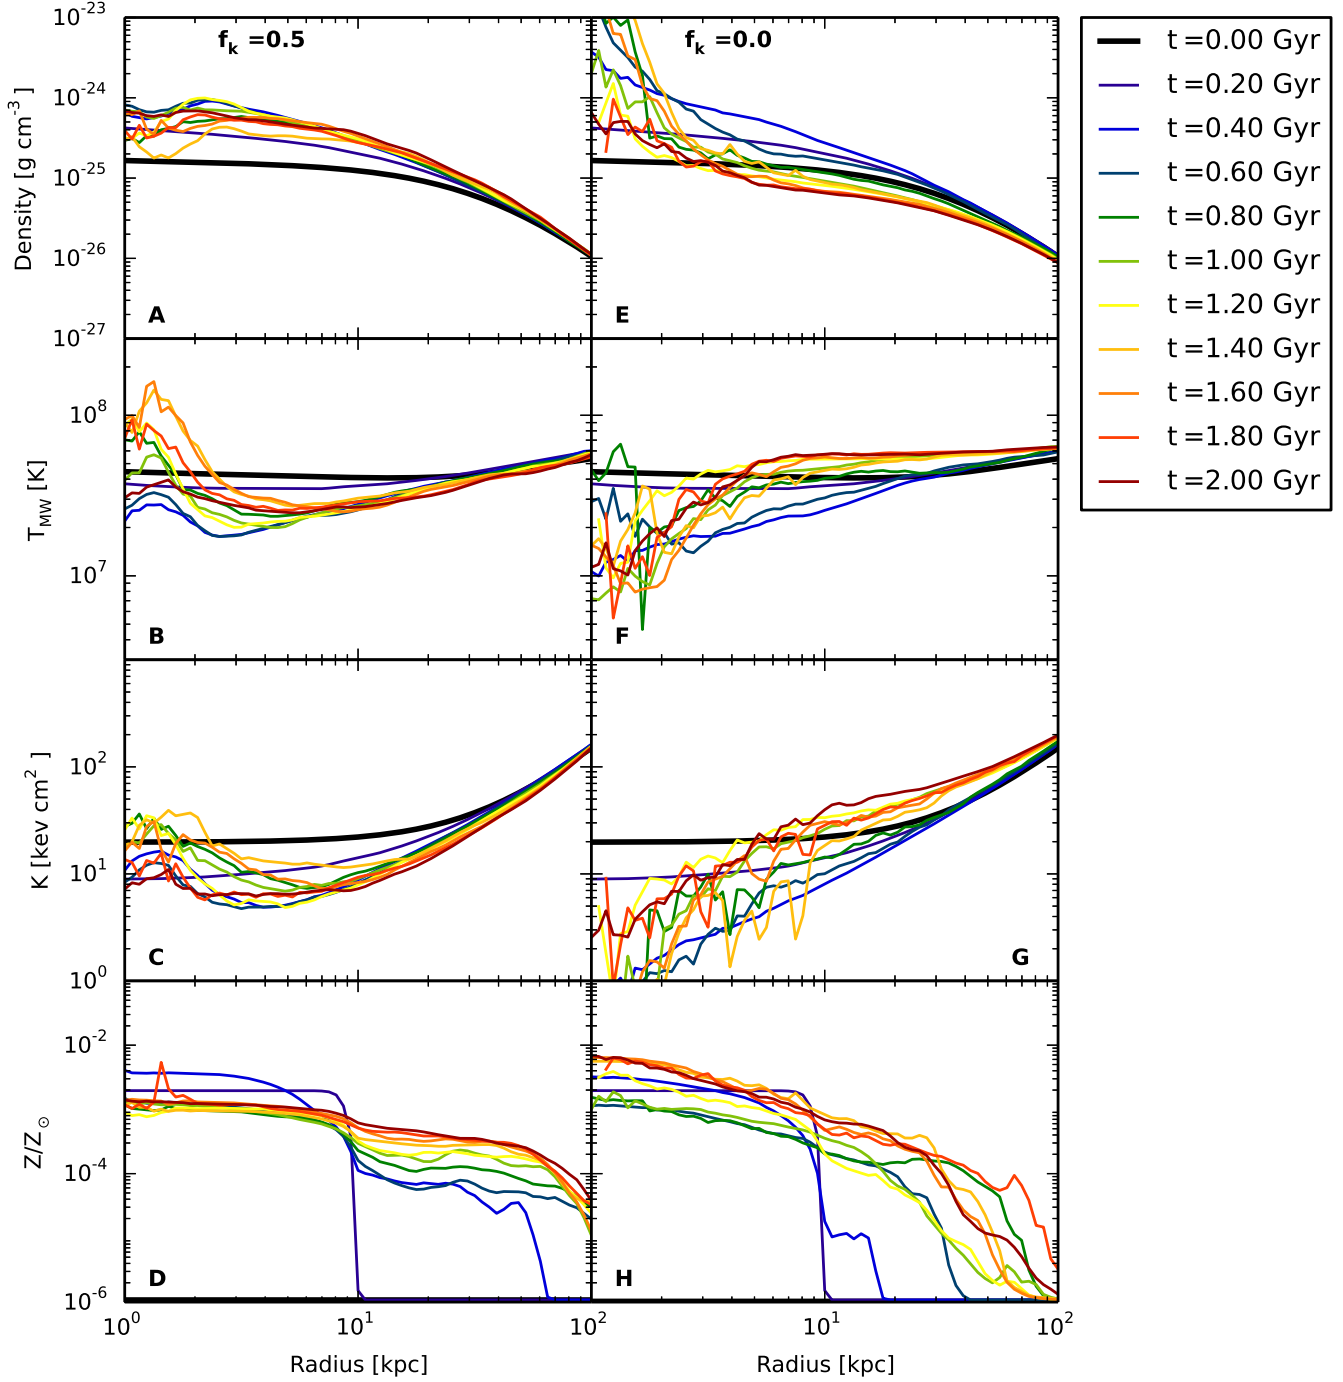 f_k =0.5
f_k =0.0
10^-23
10^-24
10^-25
10^-26
10^-27
Density [g cm^-3 ]
A
E
t =0.00 Gyr
t =0.20 Gyr
t =0.40 Gyr
t =0.60 Gyr
t =0.80 Gyr
t =1.00 Gyr
t =1.20 Gyr
t =1.40 Gyr
t =1.60 Gyr
t =1.80 Gyr
t =2.00 Gyr
10^8
10^7
T_MW [K]
B
F
10^2
10^1
10^0
K [kev cm^2 ]
C
G
10^-2
10^-4
10^-6
Z/Z_⊙
D
H
10^0
10^1
10^2
10^1
10^2
Radius [kpc]
Radius [kpc]